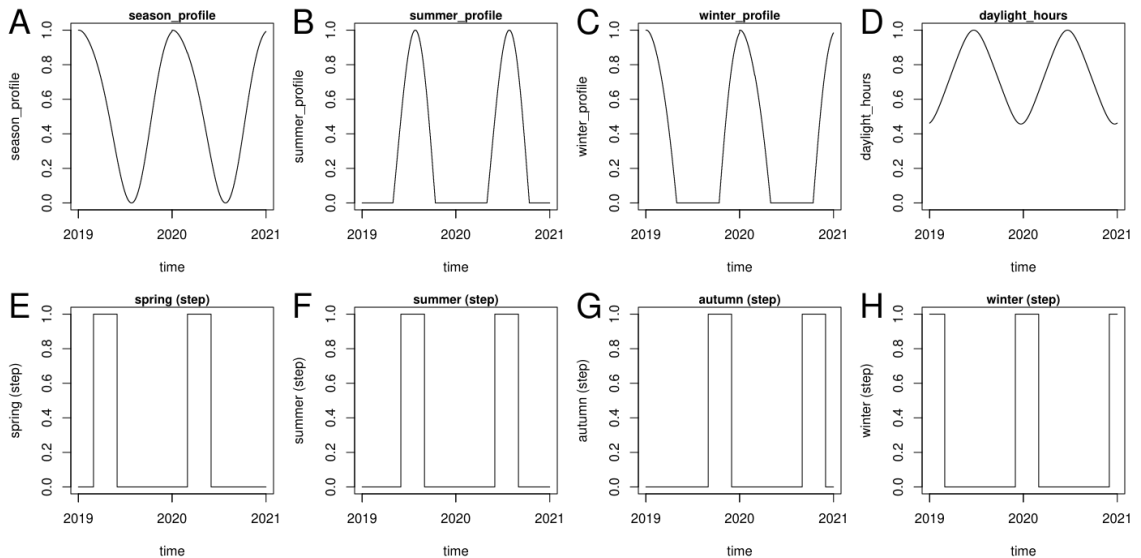 A
season_profile
season_profile
0.0 0.2 0.4 0.6 0.8 1.0
2019 2020 2021
time
B
summer_profile
summer_profile
0.0 0.2 0.4 0.6 0.8 1.0
2019 2020 2021
time
C
winter_profile
winter_profile
0.0 0.2 0.4 0.6 0.8 1.0
2019 2020 2021
time
D
daylight_hours
daylight_hours
0.0 0.2 0.4 0.6 0.8 1.0
2019 2020 2021
time
E
spring (step)
spring (step)
0.0 0.2 0.4 0.6 0.8 1.0
2019 2020 2021
time
F
summer (step)
summer (step)
0.0 0.2 0.4 0.6 0.8 1.0
2019 2020 2021
time
G
autumn (step)
autumn (step)
0.0 0.2 0.4 0.6 0.8 1.0
2019 2020 2021
time
H
winter (step)
winter (step)
0.0 0.2 0.4 0.6 0.8 1.0
2019 2020 2021
time